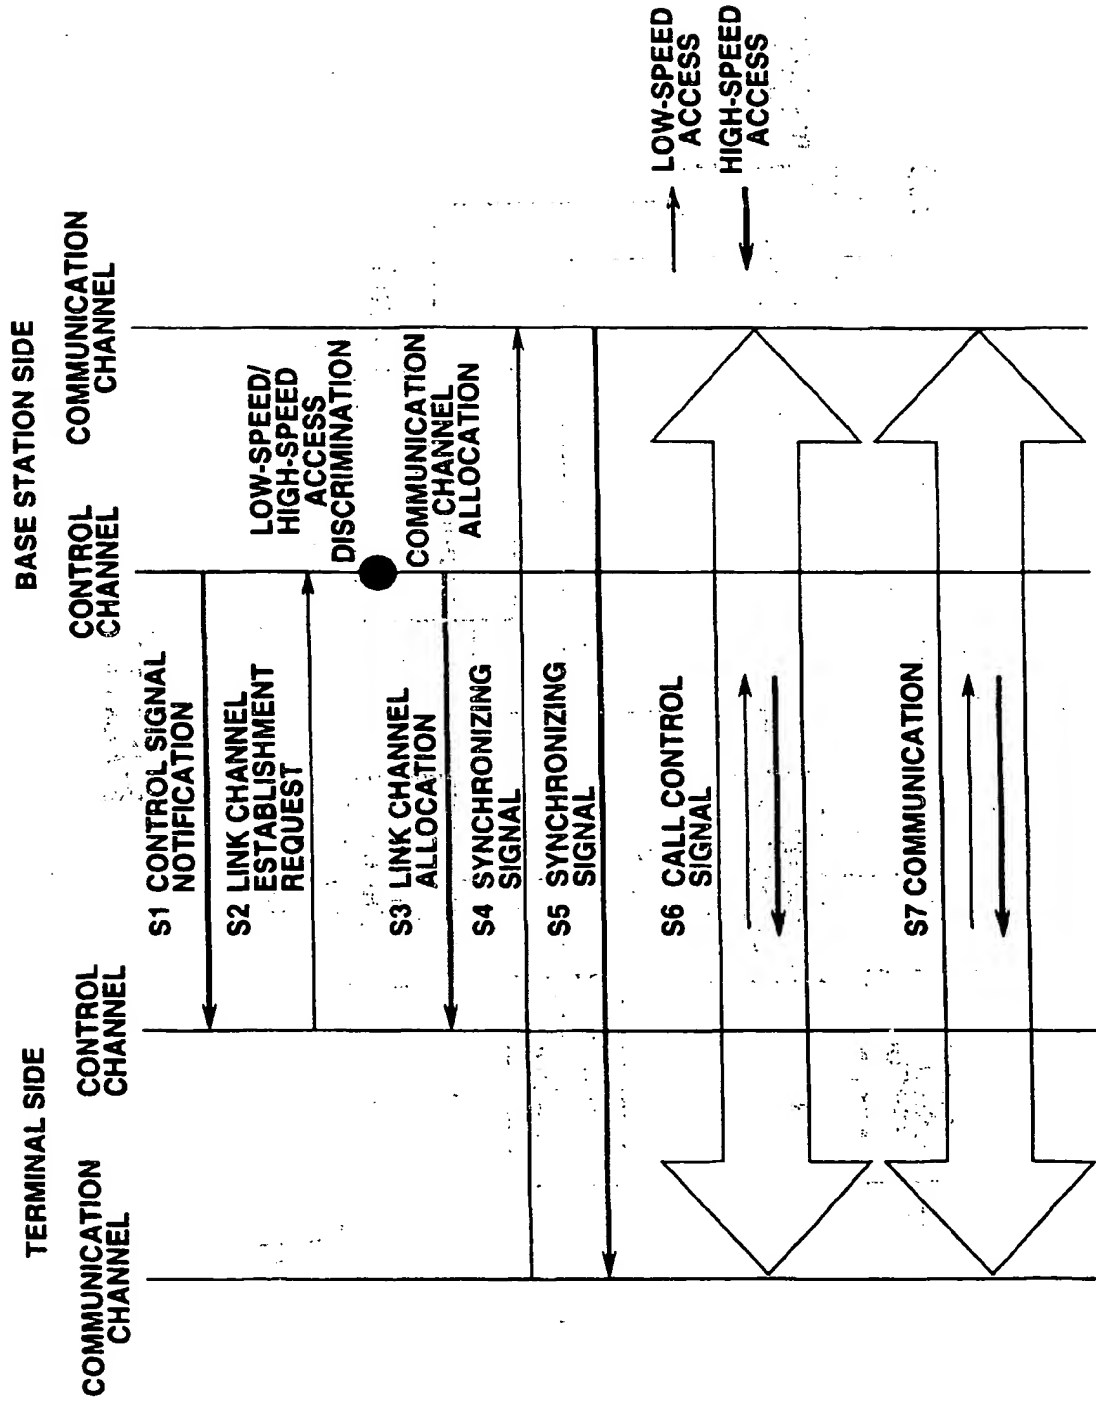 TERMINAL SIDE
BASE STATION SIDE
COMMUNICATION
CHANNEL
CONTROL
CHANNEL
CONTROL
CHANNEL
COMMUNICATION
CHANNEL
S1 CONTROL SIGNAL
NOTIFICATION
S2 LINK CHANNEL
ESTABLISHMENT
REQUEST
LOW-SPEED/
HIGH-SPEED
ACCESS
DISCRIMINATION
S3 LINK CHANNEL
ALLOCATION
COMMUNICATION
CHANNEL
ALLOCATION
S4 SYNCHRONIZING
SIGNAL
S5 SYNCHRONIZING
SIGNAL
S6 CALL CONTROL
SIGNAL
S7 COMMUNICATION
LOW-SPEED
ACCESS
HIGH-SPEED
ACCESS